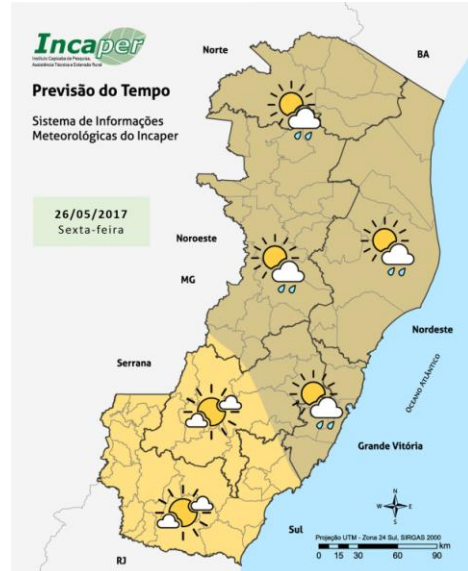 Incaper
Instituto Capixaba de Pesquisa,
Assistência Técnica e Extensão Rural
Previsão do Tempo
Sistema de Informações
Meteorológicas do Incaper
26/05/2017
Sexta-feira
Norte
BA
Noroeste
MG
Nordeste
OCEANO ATLÂNTICO
Serrana
Grande Vitória
Sul
RJ
N
W
E
S
Projeção UTM - Zone 24 Sul, SIRGAS 2000
0 15 30 60 90
km